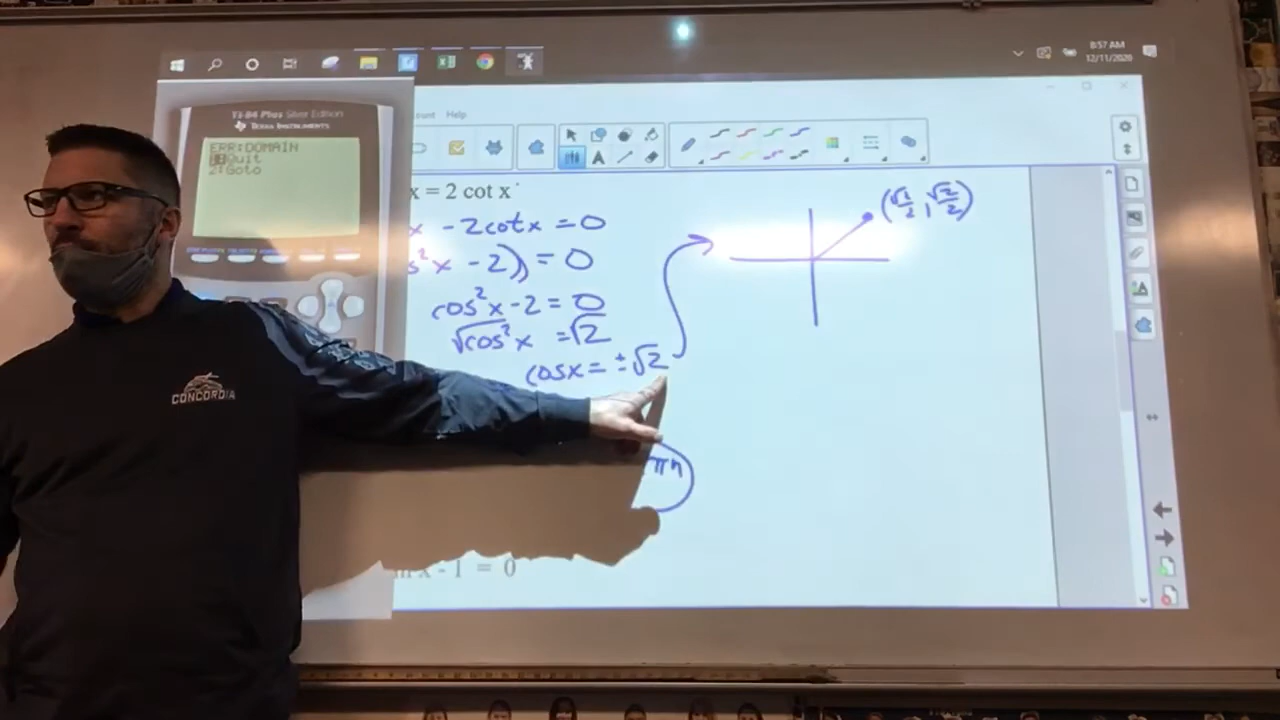 8:57 AM
12/11/2020
TI-84 Plus Silver Edition
TEXAS INSTRUMENTS
Help
ERR:DOMAIN
1:Quit
2:Goto
x = 2 cot x
x - 2cotx = 0
s²x - 2) = 0
cos²x - 2 = 0
√cos²x = √2
cosx = ±√2
(√2/2, √2/2)
πn
CONCORDIA
x - 1 = 0